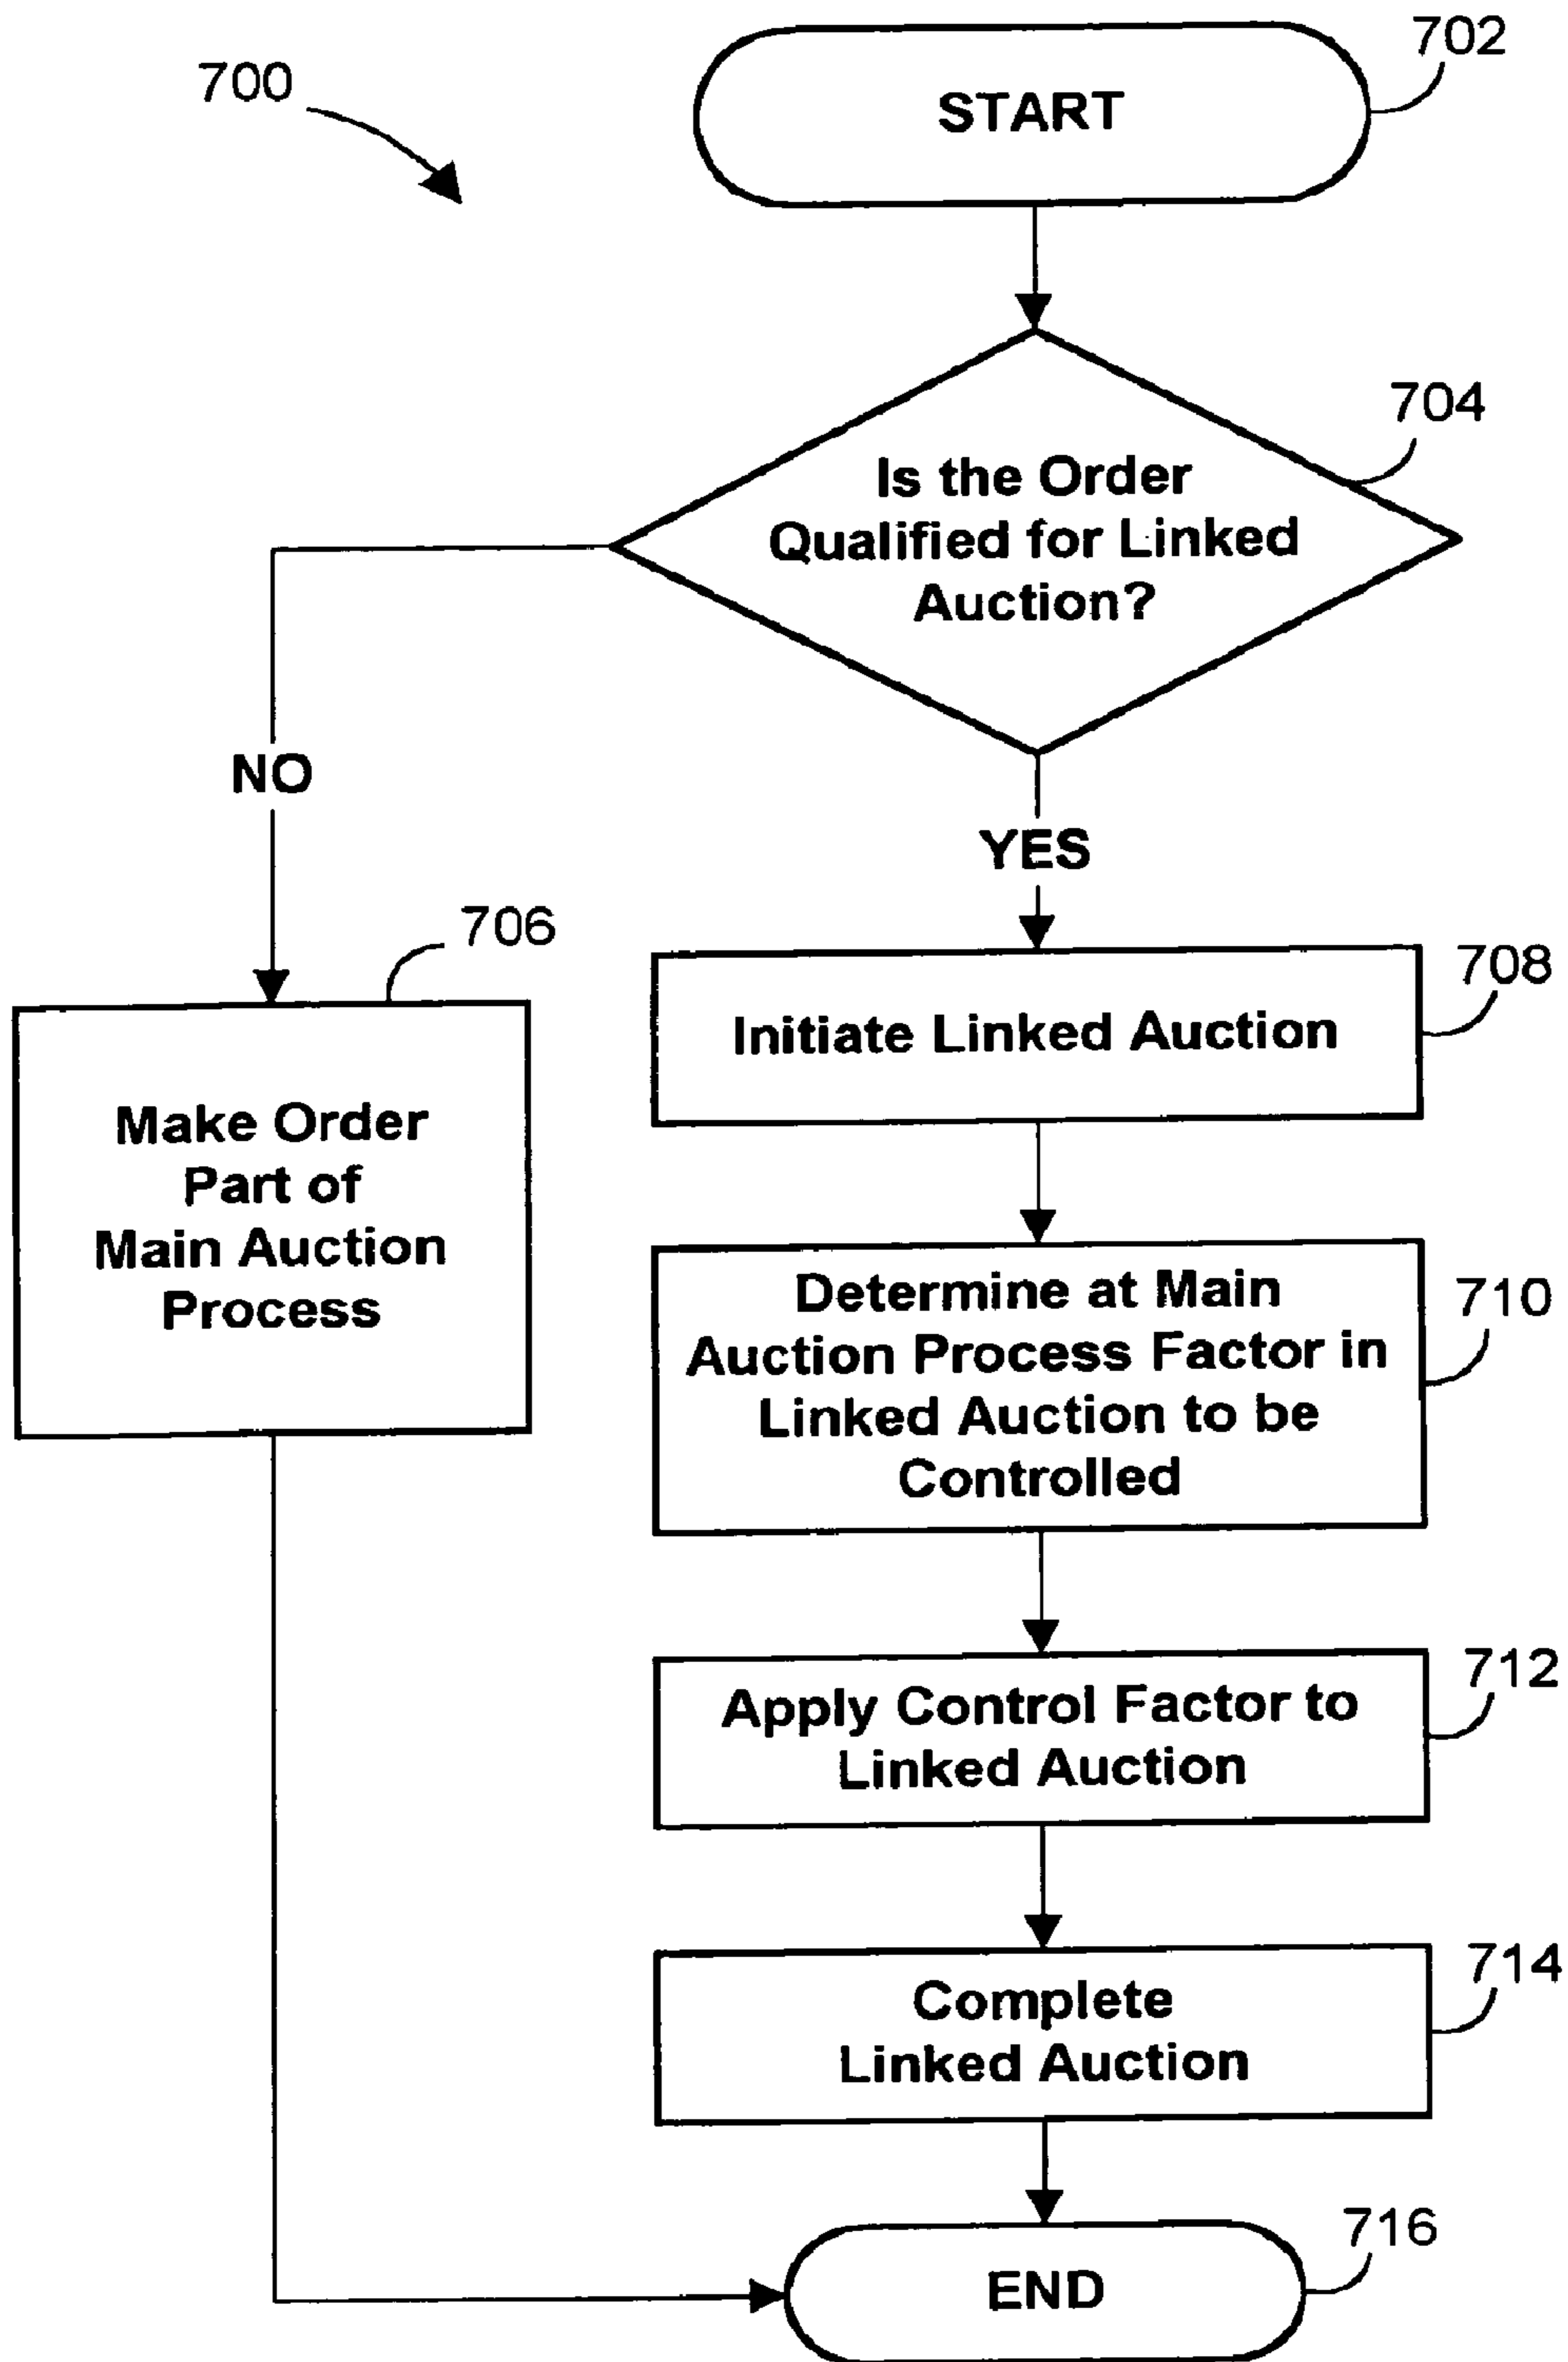 700
702
START
704
Is the Order
Qualified for Linked
Auction?
NO
YES
706
Make Order
Part of
Main Auction
Process
708
Initiate Linked Auction
710
Determine at Main
Auction Process Factor in
Linked Auction to be
Controlled
712
Apply Control Factor to
Linked Auction
714
Complete
Linked Auction
716
END